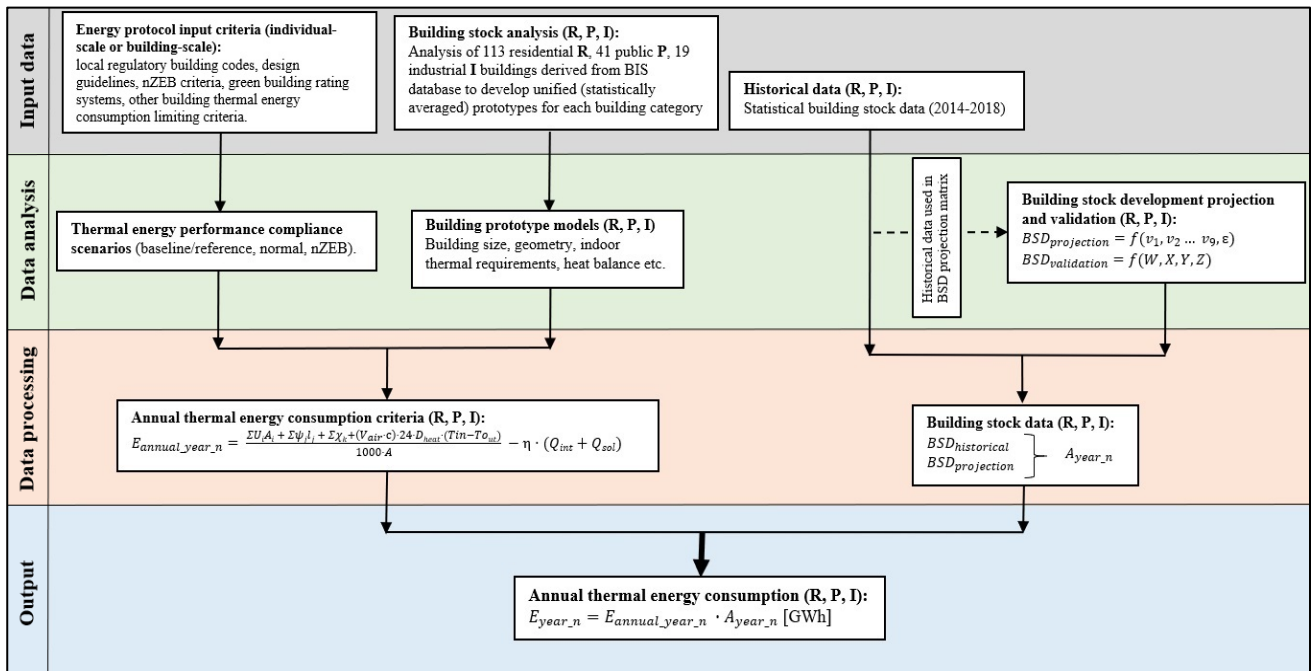 Input data
Energy protocol input criteria (individual-
scale or building-scale):
local regulatory building codes, design
guidelines, nZEB criteria, green building rating
systems, other building thermal energy
consumption limiting criteria.
Building stock analysis (R, P, I):
Analysis of 113 residential R, 41 public P, 19
industrial I buildings derived from BIS
database to develop unified (statistically
averaged) prototypes for each building category
Historical data (R, P, I):
Statistical building stock data (2014-2018)
Data analysis
Thermal energy performance compliance
scenarios (baseline/reference, normal, nZEB).
Building prototype models (R, P, I)
Building size, geometry, indoor
thermal requirements, heat balance etc.
Historical data used in
BSD projection matrix
Building stock development projection
and validation (R, P, I):
BSD_projection = f(v_1, v_2 … v_9, ε)
BSD_validation = f(W, X, Y, Z)
Data processing
Annual thermal energy consumption criteria (R, P, I):
E_annual_year_n = (ΣU_iA_i + Σψ_jl_j + Σχ_k+(V_air·c)·24·D_heat·(Tin−To_ut))/(1000·A) − η · (Q_int + Q_sol)
Building stock data (R, P, I):
BSD_historical
BSD_projection
A_year_n
Output
Annual thermal energy consumption (R, P, I):
E_year_n = E_annual_year_n · A_year_n [GWh]